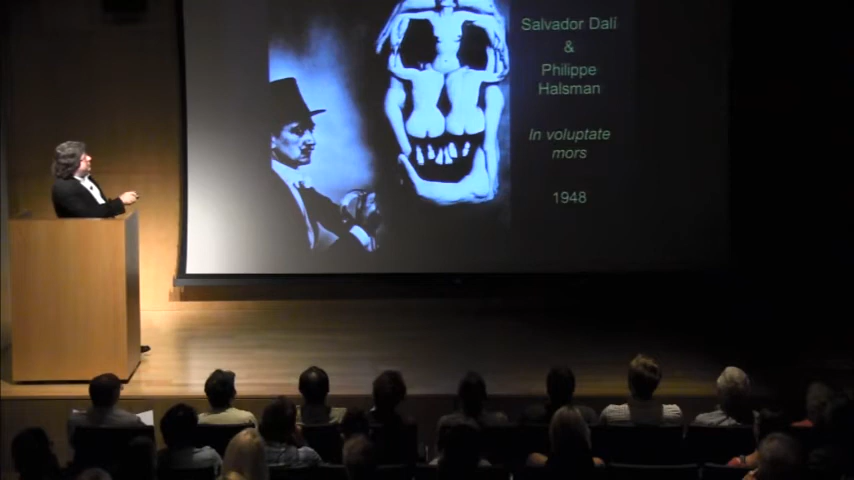 Salvador Dalí
&
Philippe
Halsman
In voluptate
mors
1948